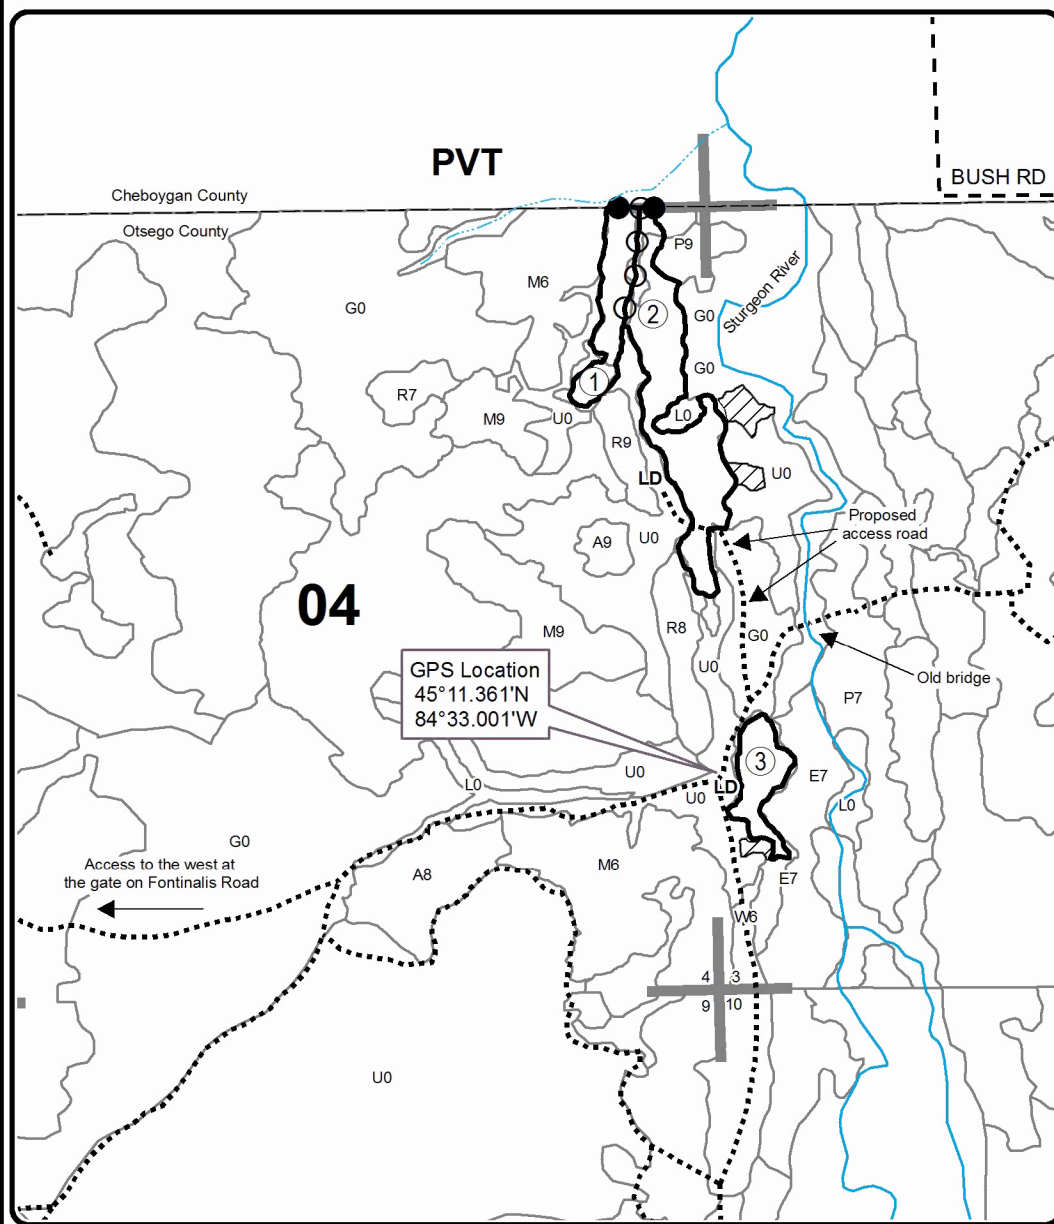 PVT
BUSH RD
Cheboygan County
Otsego County
P9
M6
G0
Sturgeon River
2
G0
G0
1
R7
M9
U0
L0
R9
LD
U0
Proposed
access road
A9
U0
04
R8
M9
G0
U0
GPS Location
45°11.361'N
84°33.001'W
Old bridge
P7
3
U0
E7
L0
LD
U0
L0
G0
Access to the west at
the gate on Fontinalis Road
A8
M6
E7
W6
4 3
9 10
U0